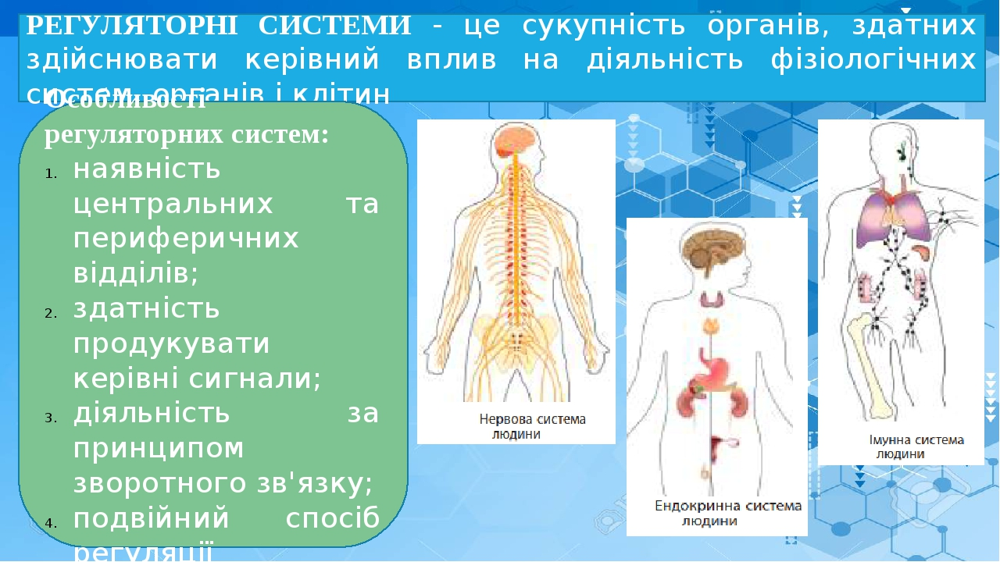 РЕГУЛЯТОРНІ СИСТЕМИ - це сукупність органів, здатних
здійснювати керівний вплив на діяльність фізіологічних
систем, органів і клітин
Особливості
регуляторних систем:
1. наявність
центральних та
периферичних
відділів;
2. здатність
продукувати
керівні сигнали;
3. діяльність за
принципом
зворотного зв'язку;
4. подвійний спосіб
регуляції
Нервова система
людини
Ендокринна система
людини
Імунна система
людини